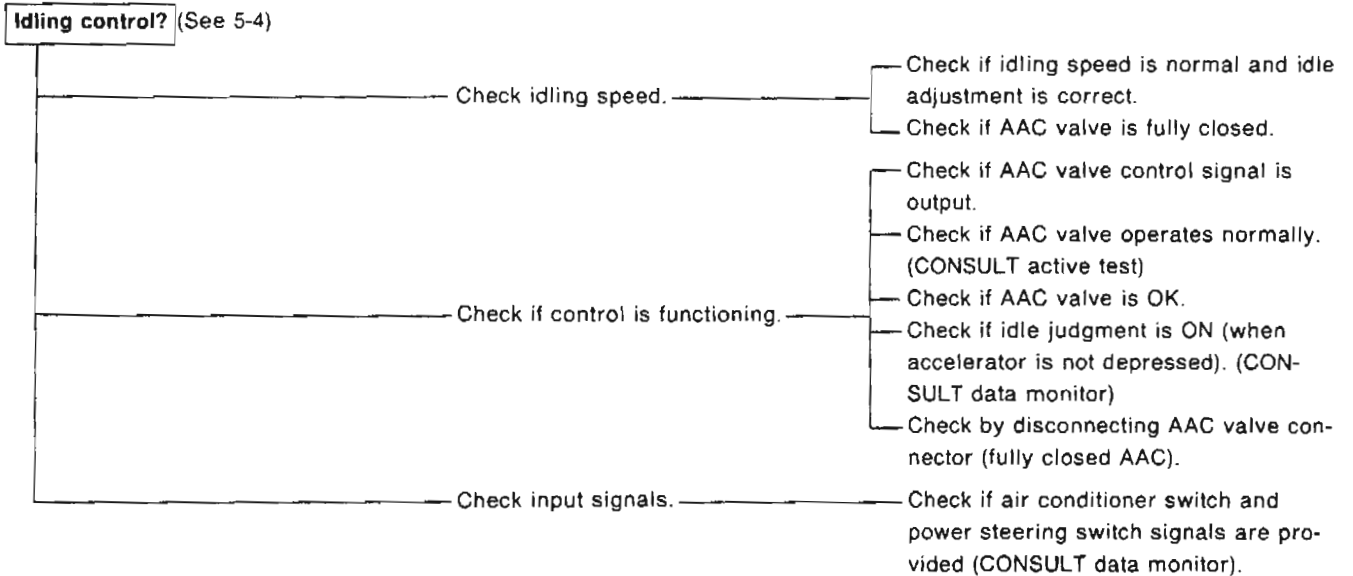 Idling control? (See 5-4)
Check idling speed.
Check if idling speed is normal and idle
adjustment is correct.
Check if AAC valve is fully closed.
Check if control is functioning.
Check if AAC valve control signal is
output.
Check if AAC valve operates normally.
(CONSULT active test)
Check if AAC valve is OK.
Check if idle judgment is ON (when
accelerator is not depressed). (CON-
SULT data monitor)
Check by disconnecting AAC valve con-
nector (fully closed AAC).
Check input signals.
Check if air conditioner switch and
power steering switch signals are pro-
vided (CONSULT data monitor).